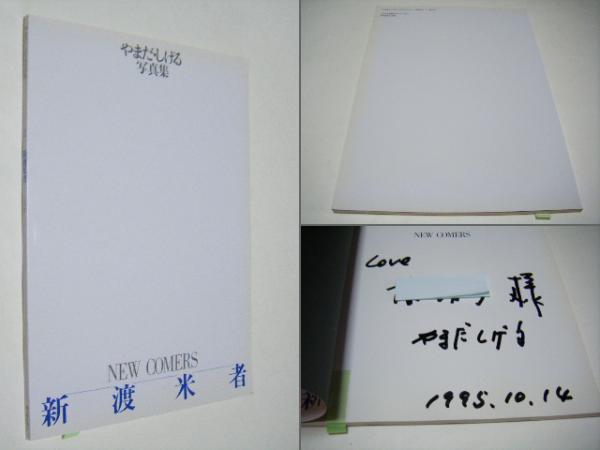 やまだ・しげる
写真集
NEW COMERS
新渡米者
NEW COMERS
Love
様
やまだしげる
1995.10.14